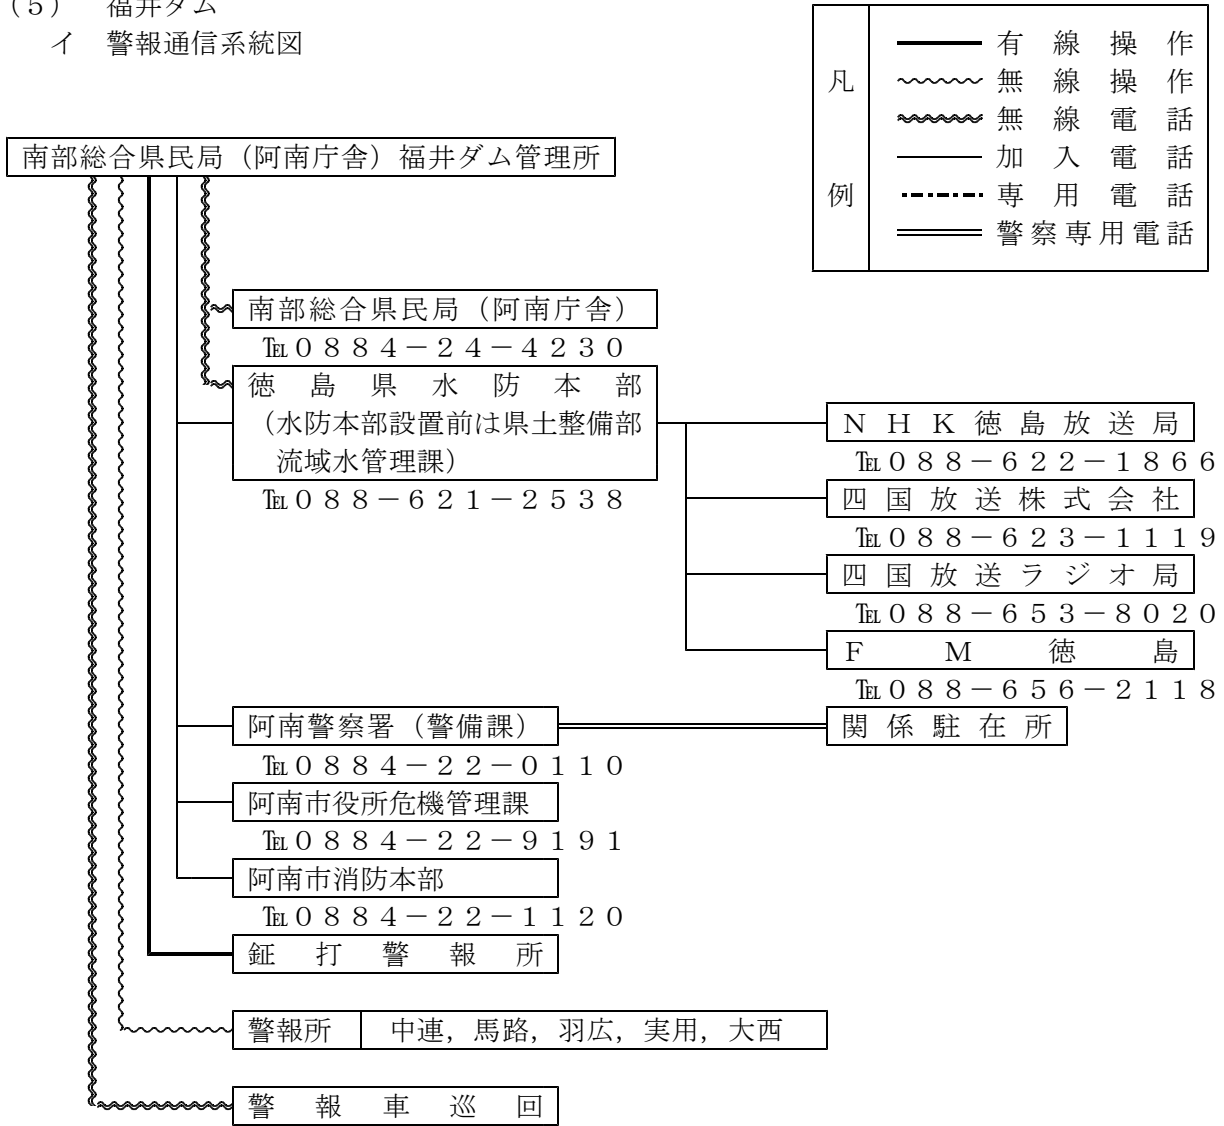 （５） 福井ダム
イ 警報通信系統図
凡例
有線操作
無線操作
無線電話
加入電話
専用電話
警察専用電話
南部総合県民局（阿南庁舎）福井ダム管理所
南部総合県民局（阿南庁舎）
℡０８８４－２４－４２３０
徳島県水防本部
（水防本部設置前は県土整備部
流域水管理課）
℡０８８－６２１－２５３８
ＮＨＫ徳島放送局
℡０８８－６２２－１８６６
四国放送株式会社
℡０８８－６２３－１１１９
四国放送ラジオ局
℡０８８－６５３－８０２０
ＦＭ徳島
℡０８８－６５６－２１１８
阿南警察署（警備課）
関係駐在所
℡０８８４－２２－０１１０
阿南市役所危機管理課
℡０８８４－２２－９１９１
阿南市消防本部
℡０８８４－２２－１１２０
鉦打警報所
警報所 中連，馬路，羽広，実用，大西
警報車巡回